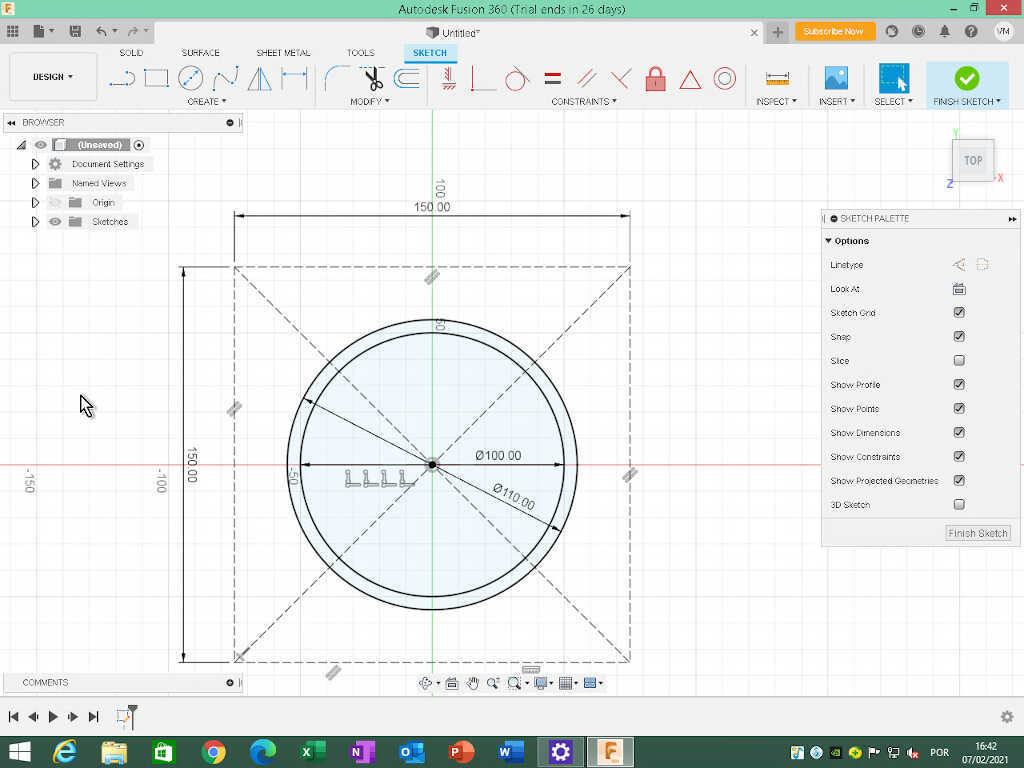 Autodesk Fusion 360 (Trial ends in 26 days)
Untitled*
Subscribe Now
VM
SOLID
SURFACE
SHEET METAL
TOOLS
SKETCH
DESIGN
CREATE
MODIFY
CONSTRAINTS
INSPECT
INSERT
SELECT
FINISH SKETCH
BROWSER
(Unsaved)
Document Settings
Named Views
Origin
Sketches
Y
TOP
X
Z
100
150.00
50
150.00
-150
-100
-50
Ø100.00
Ø110.00
SKETCH PALETTE
Options
Linetype
Look At
Sketch Grid
Snap
Slice
Show Profile
Show Points
Show Dimensions
Show Constraints
Show Projected Geometries
3D Sketch
Finish Sketch
COMMENTS
POR
16:42
07/02/2021